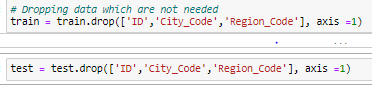 # Dropping data which are not needed
train = train.drop(['ID','City_Code','Region_Code'], axis =1)
test = test.drop(['ID','City_Code','Region_Code'], axis =1)